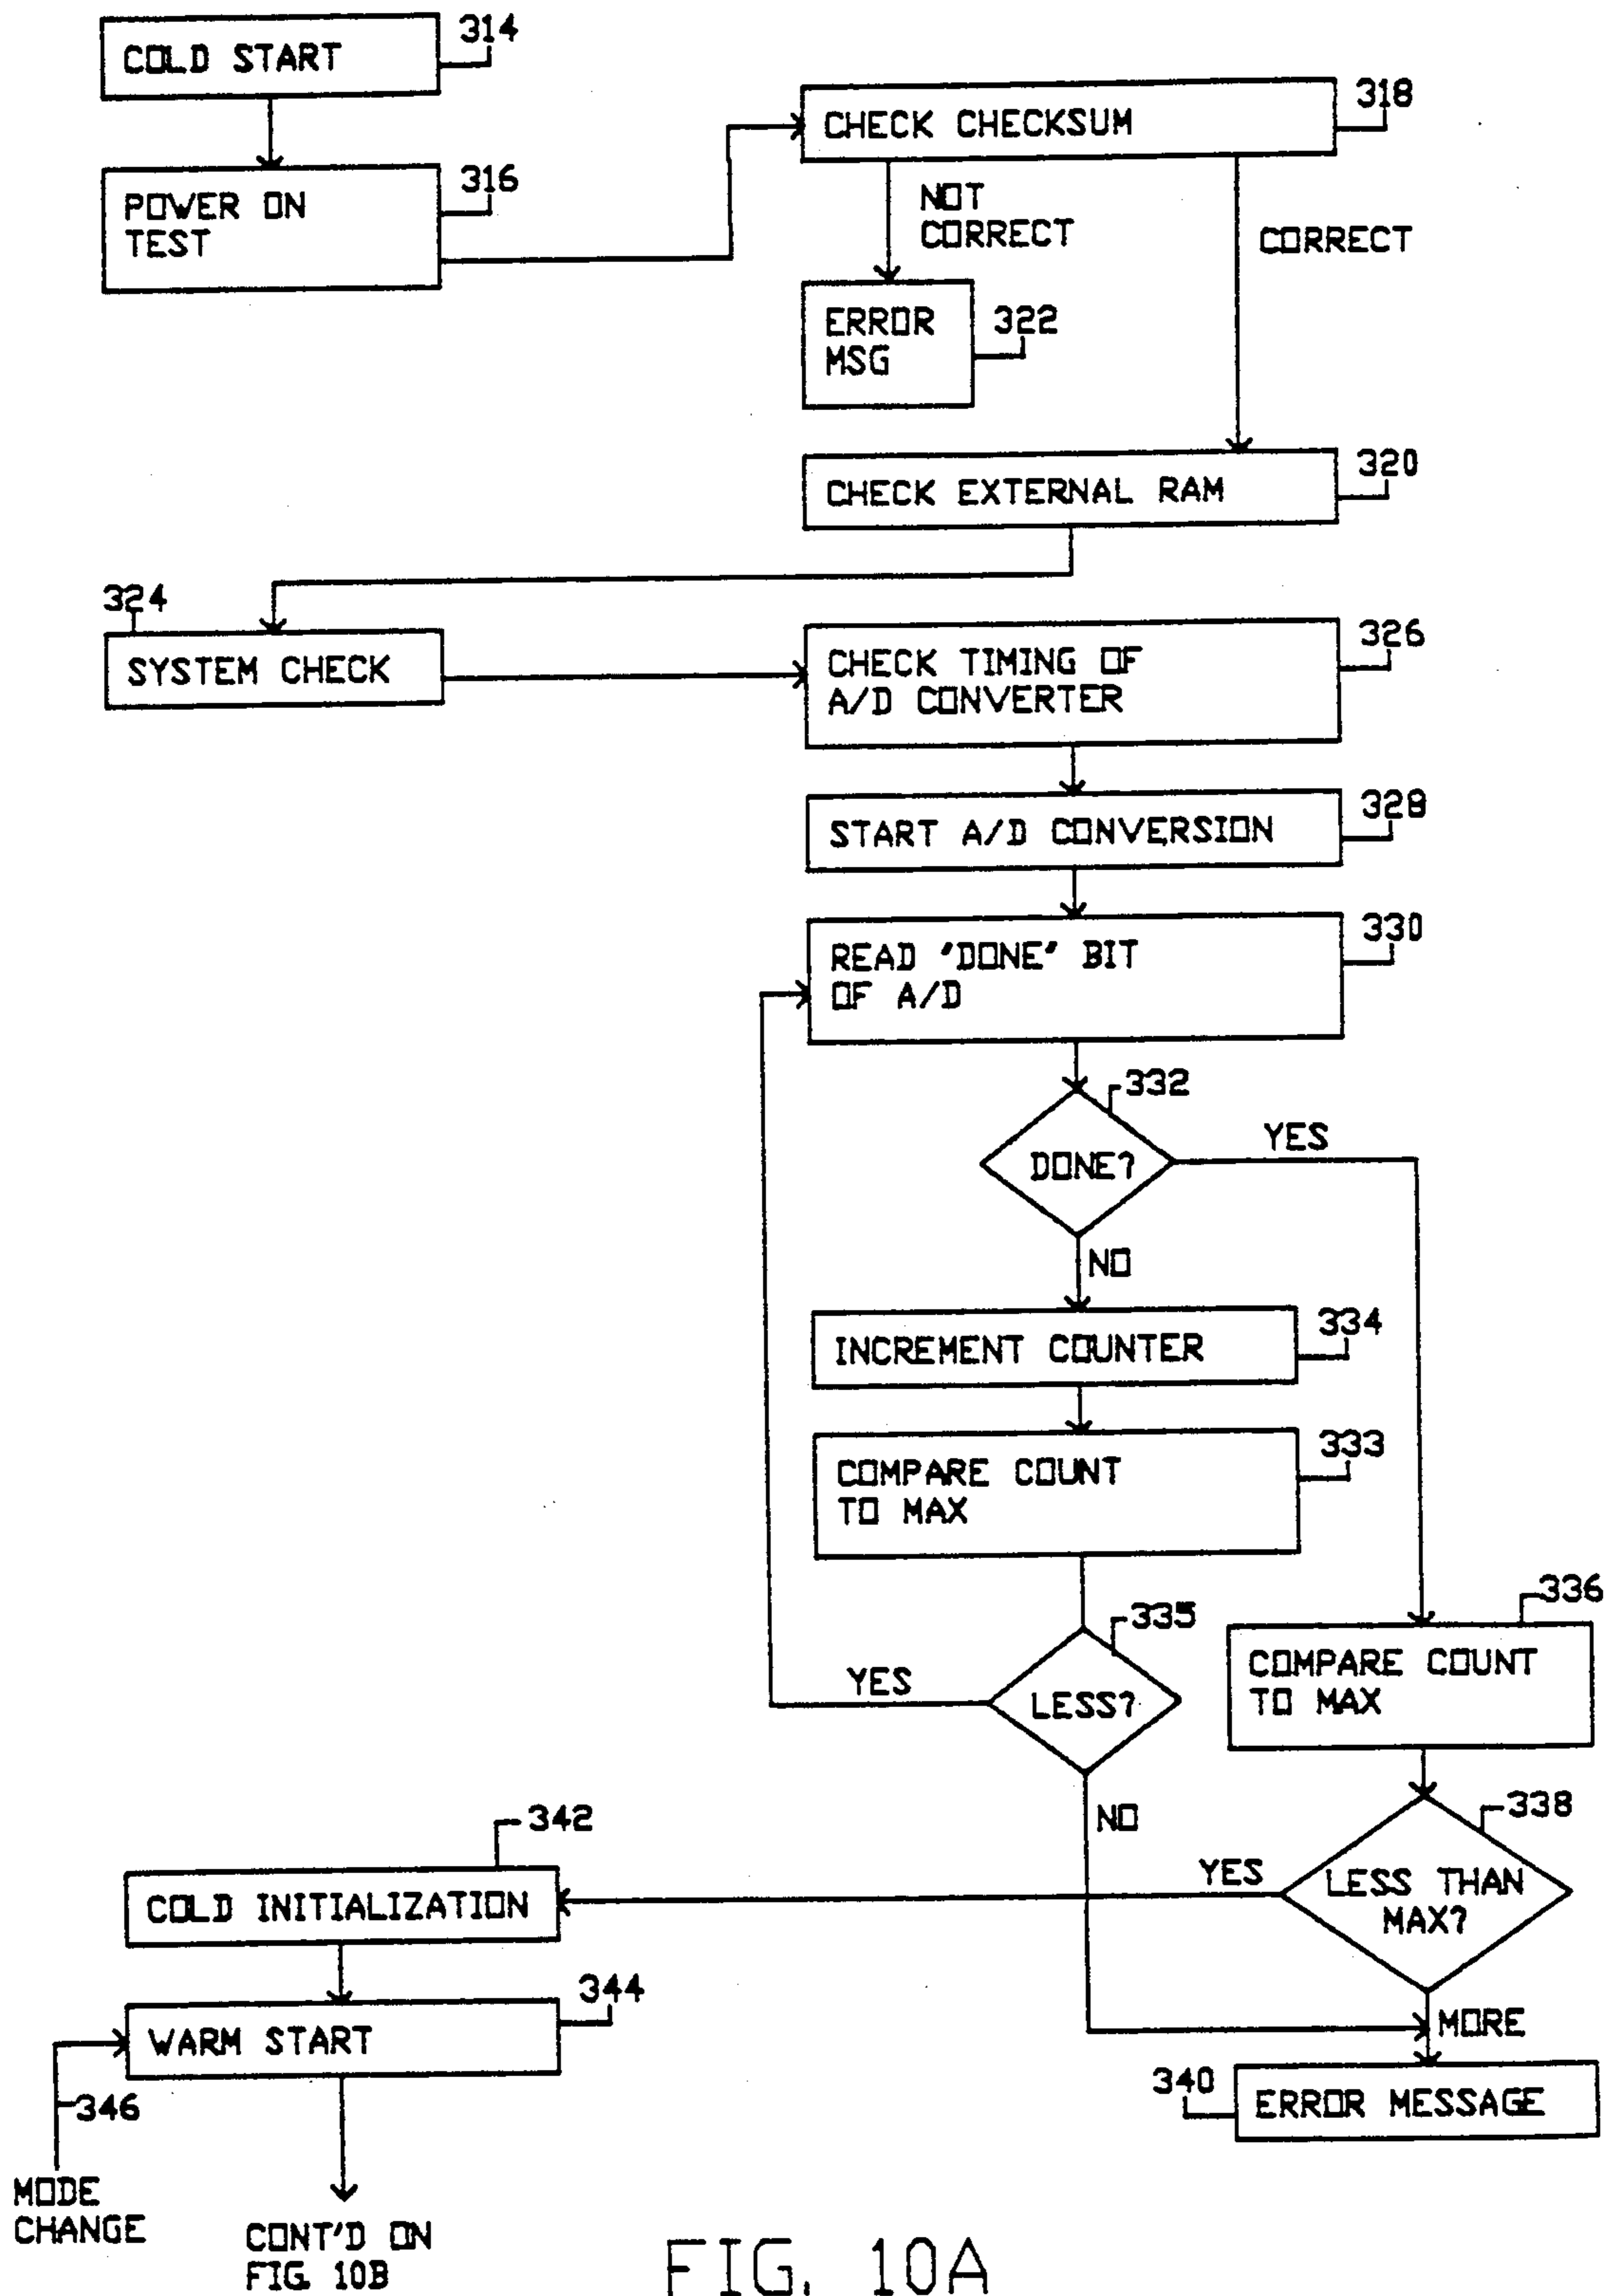 COLD START
314
POWER ON
TEST
316
CHECK CHECKSUM
318
NOT
CORRECT
CORRECT
ERROR
MSG
322
CHECK EXTERNAL RAM
320
324
SYSTEM CHECK
CHECK TIMING OF
A/D CONVERTER
326
START A/D CONVERSION
328
READ "DONE" BIT
OF A/D
330
332
DONE?
YES
NO
INCREMENT COUNTER
334
COMPARE COUNT
TO MAX
333
335
LESS?
YES
NO
336
COMPARE COUNT
TO MAX
338
LESS THAN
MAX?
YES
MORE
340
ERROR MESSAGE
342
COLD INITIALIZATION
344
WARM START
346
MODE
CHANGE
CONT'D ON
FIG. 10B
FIG. 10A